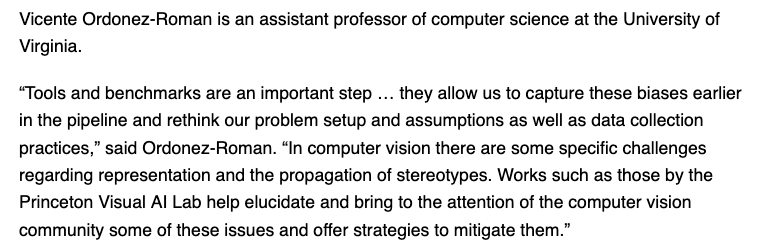 Vicente Ordonez-Roman is an assistant professor of computer science at the University of
Virginia.
“Tools and benchmarks are an important step … they allow us to capture these biases earlier
in the pipeline and rethink our problem setup and assumptions as well as data collection
practices,” said Ordonez-Roman. “In computer vision there are some specific challenges
regarding representation and the propagation of stereotypes. Works such as those by the
Princeton Visual AI Lab help elucidate and bring to the attention of the computer vision
community some of these issues and offer strategies to mitigate them.”